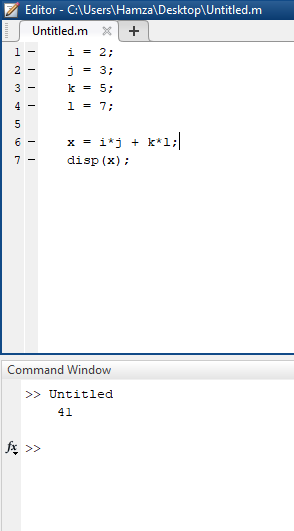 Editor - C:\Users\Hamza\Desktop\Untitled.m
Untitled.m × +
1 - i = 2;
2 - j = 3;
3 - k = 5;
4 - l = 7;
5
6 - x = i*j + k*l;
7 - disp(x);
Command Window
>> Untitled
41
fx >>